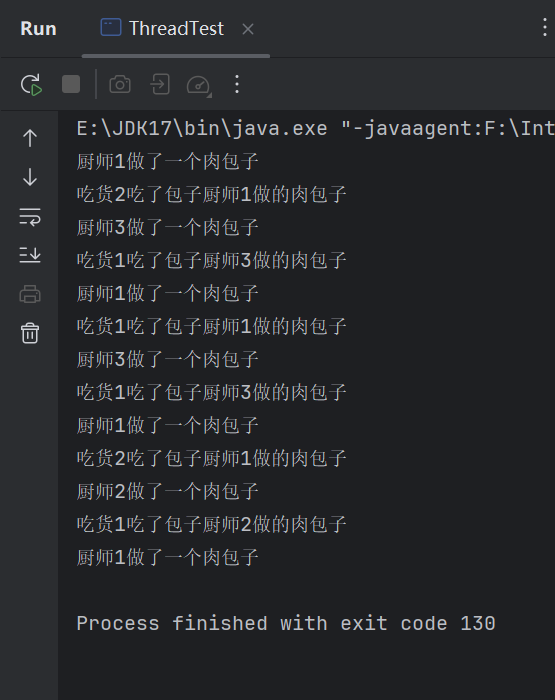 Run
ThreadTest
E:\JDK17\bin\java.exe "-javaagent:F:\Int
厨师1做了一个肉包子
吃货2吃了包子厨师1做的肉包子
厨师3做了一个肉包子
吃货1吃了包子厨师3做的肉包子
厨师1做了一个肉包子
吃货1吃了包子厨师1做的肉包子
厨师3做了一个肉包子
吃货1吃了包子厨师3做的肉包子
厨师1做了一个肉包子
吃货2吃了包子厨师1做的肉包子
厨师2做了一个肉包子
吃货1吃了包子厨师2做的肉包子
厨师1做了一个肉包子
Process finished with exit code 130